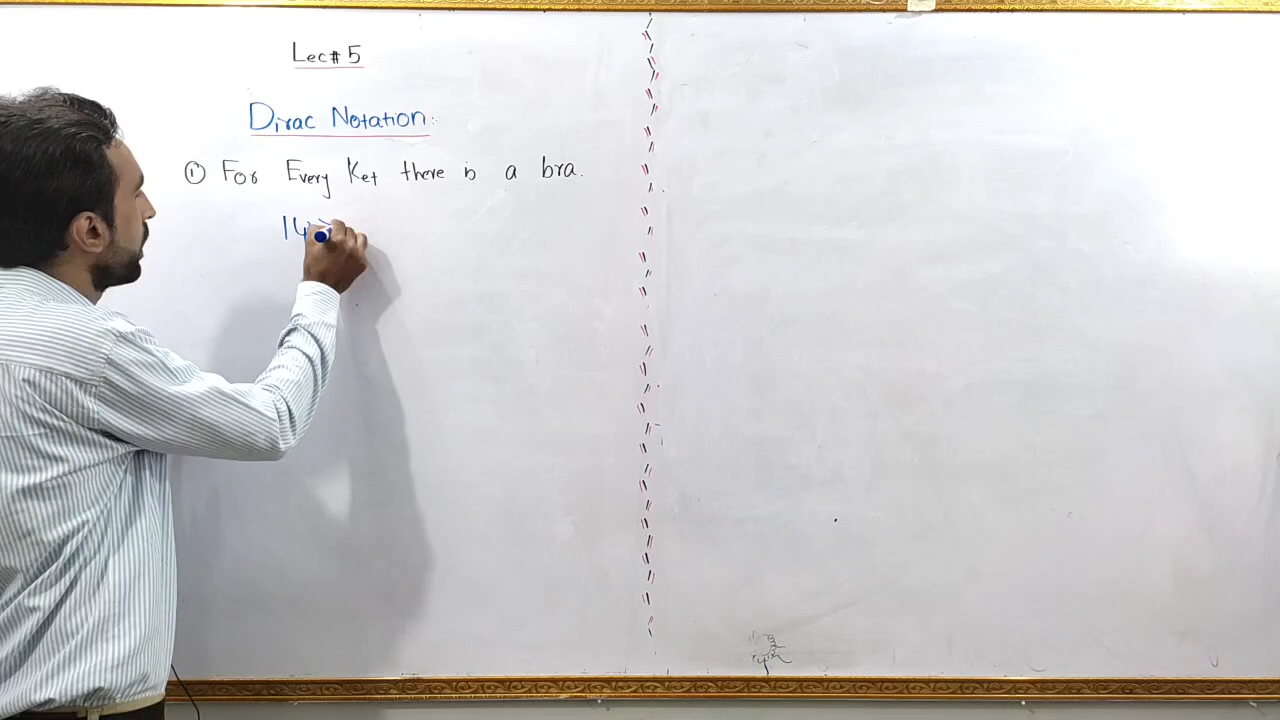 Lec# 5
Dirac Notation:
① For Every Ket there is a bra.